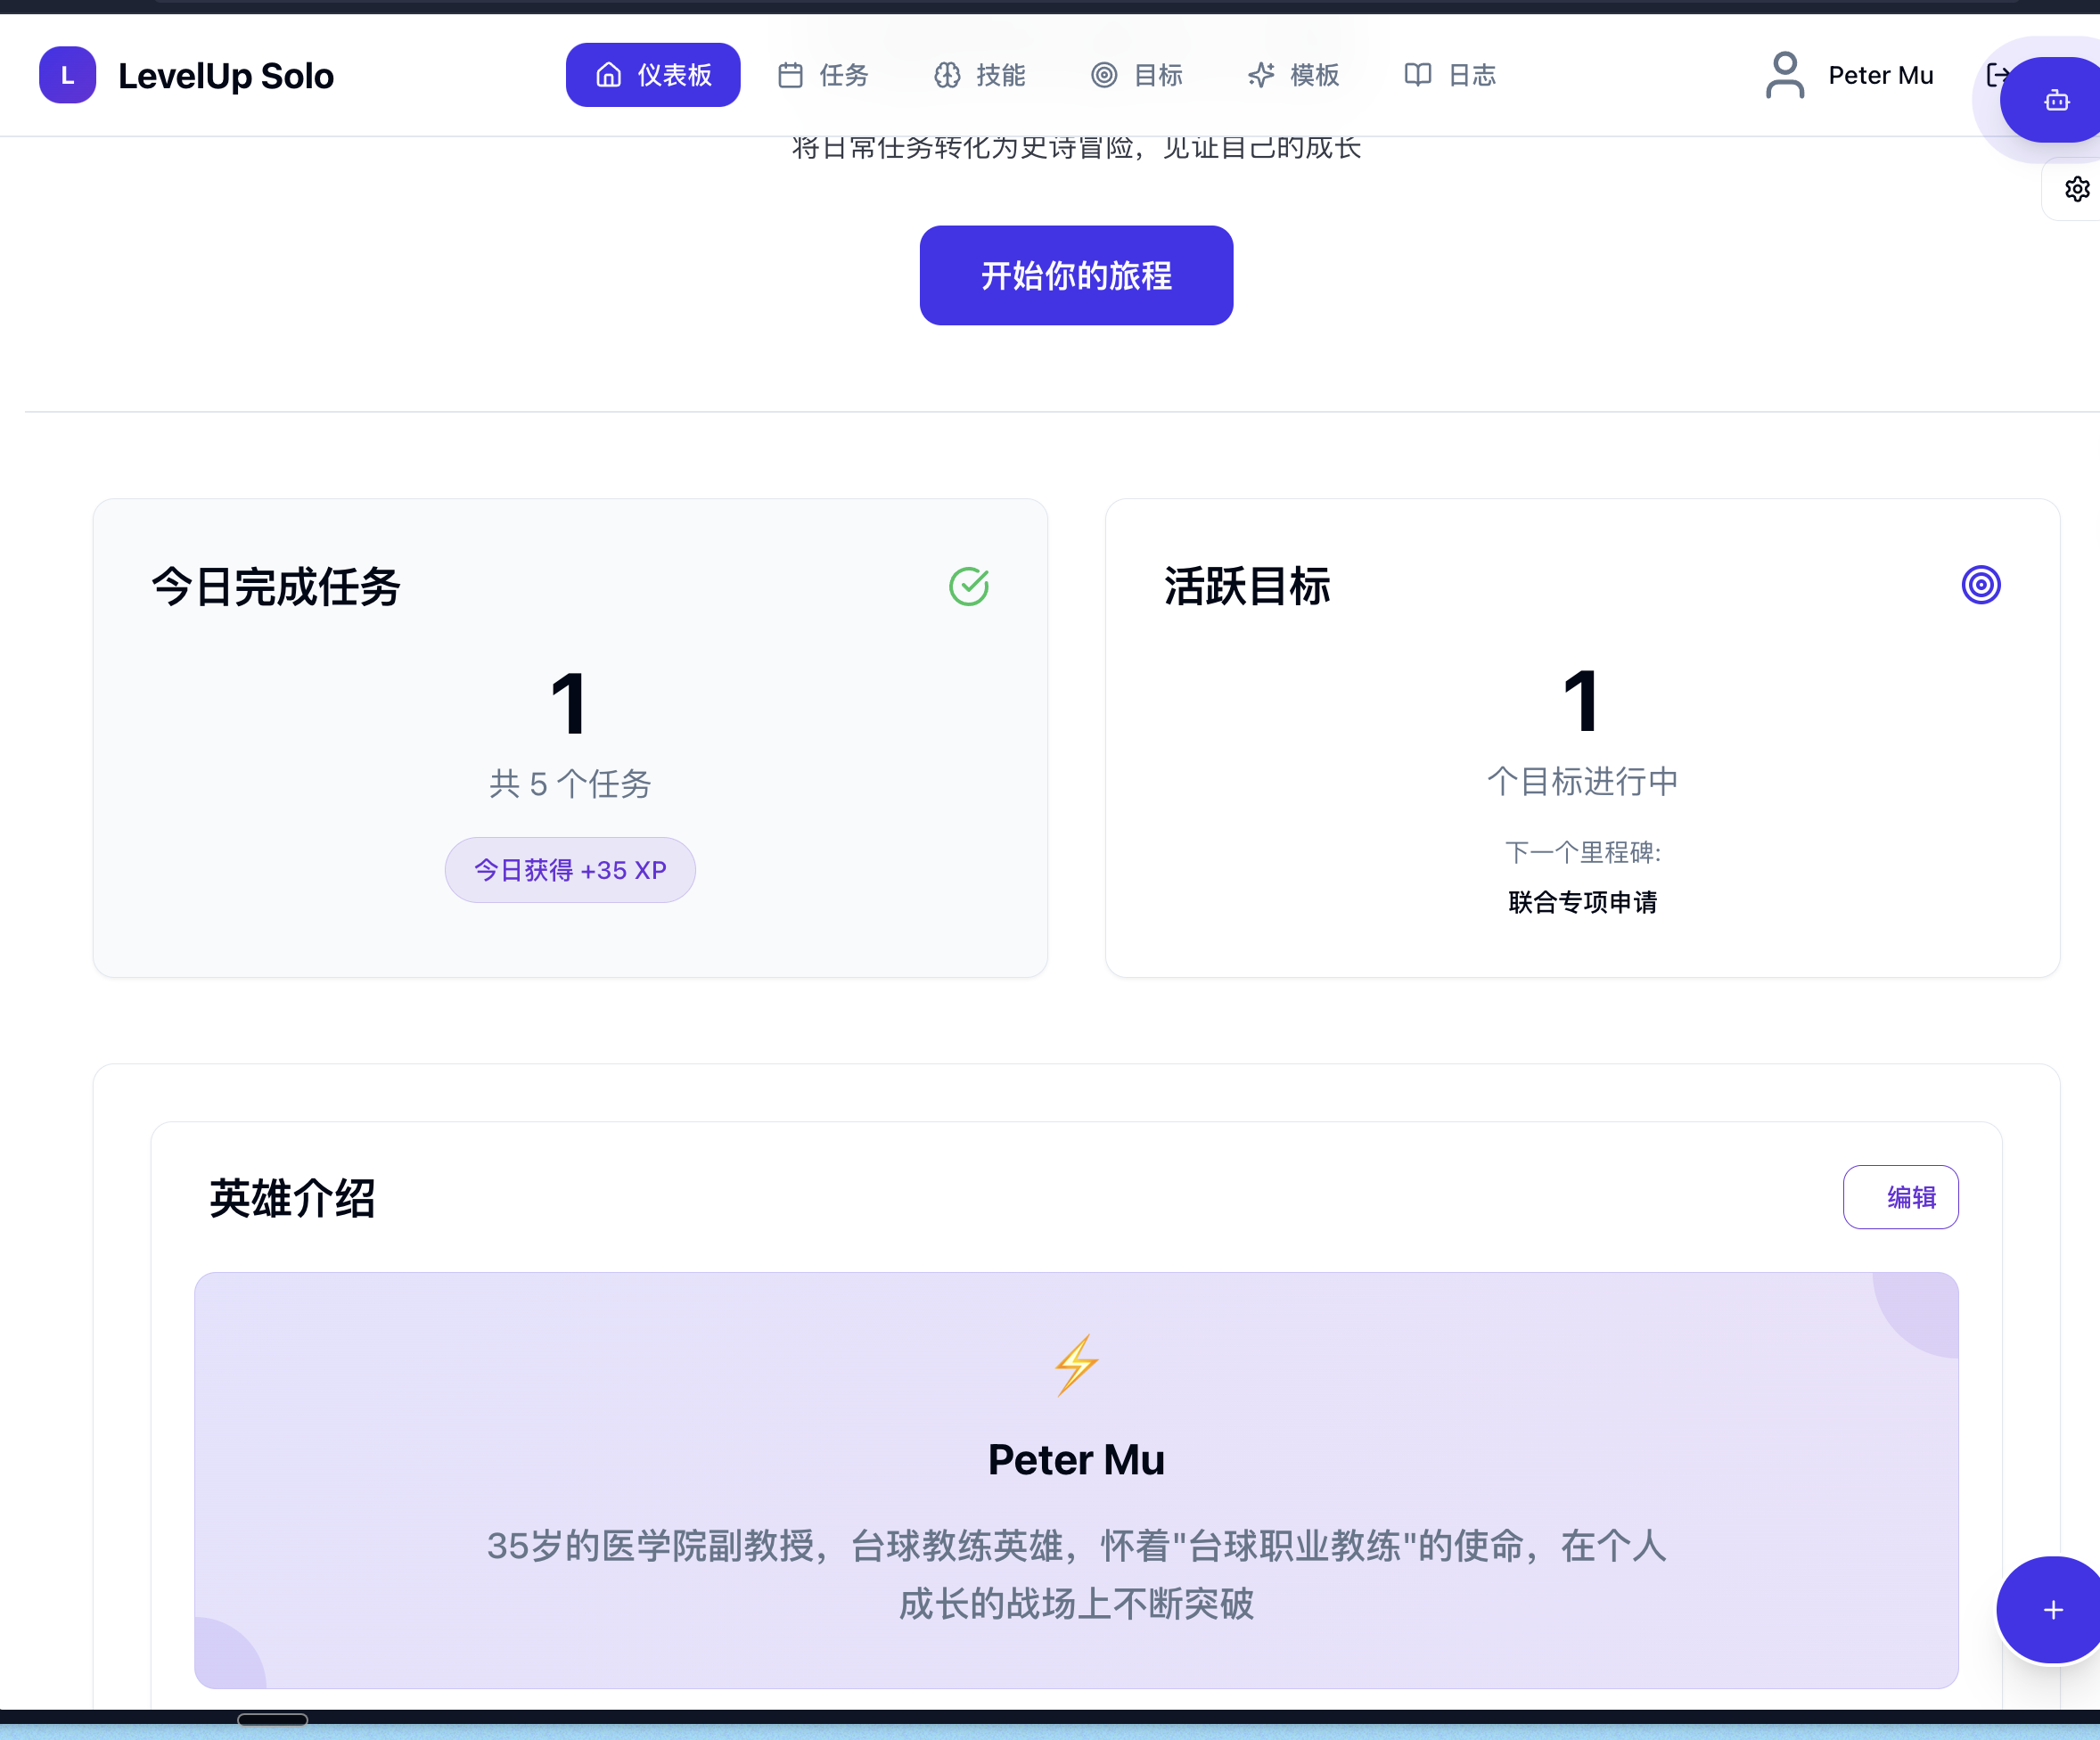 L LevelUp Solo 仪表板 任务 技能 目标 模板 日志 Peter Mu
将日常任务转化为史诗冒险，见证自己的成长
开始你的旅程
今日完成任务
1
共 5 个任务
今日获得 +35 XP
活跃目标
1
个目标进行中
下一个里程碑:
联合专项申请
英雄介绍
编辑
Peter Mu
35岁的医学院副教授，台球教练英雄，怀着"台球职业教练"的使命，在个人
成长的战场上不断突破